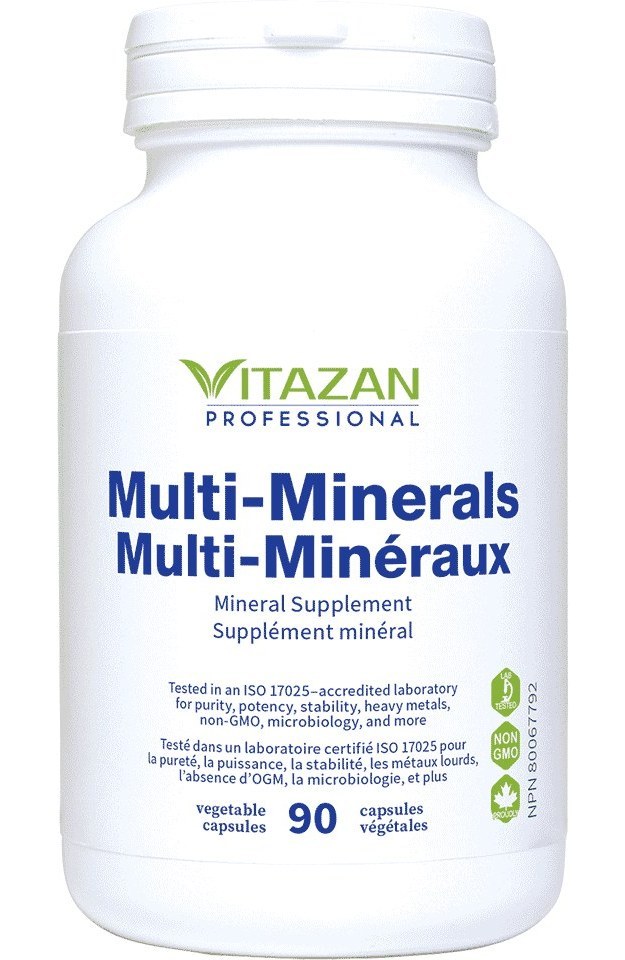 VITAZAN
PROFESSIONAL
Multi-Minerals
Multi-Minéraux
Mineral Supplement
Supplément minéral
Tested in an ISO 17025–accredited laboratory
for purity, potency, stability, heavy metals,
non-GMO, microbiology, and more
Testé dans un laboratoire certifié ISO 17025 pour
la pureté, la puissance, la stabilité, les métaux lourds,
l’absence d’OGM, la microbiologie, et plus
vegetable
capsules
90
capsules
végétales
LAB
TESTED
NON
GMO
PROUDLY
NPN 80067792